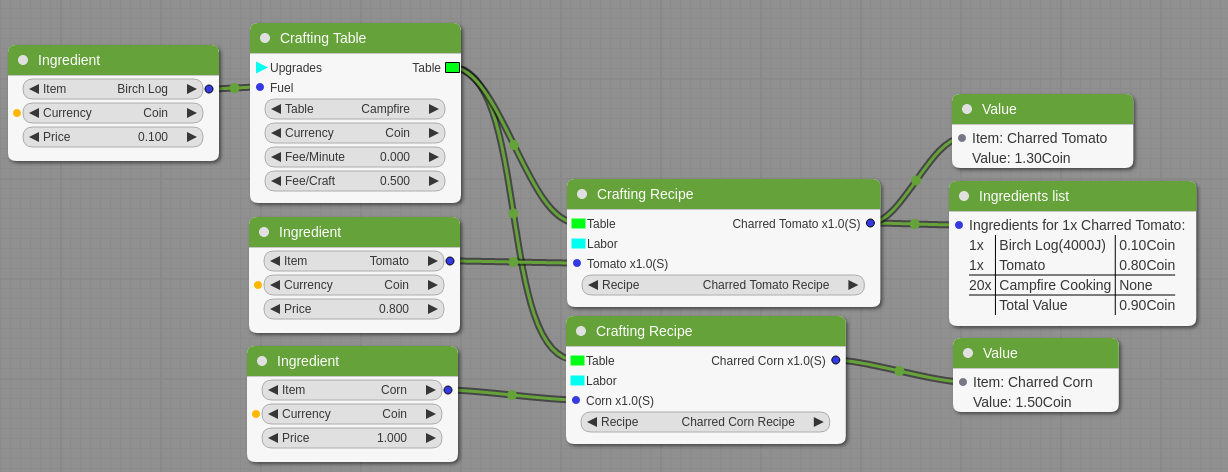 Ingredient
Item Birch Log
Currency Coin
Price 0.100
Crafting Table
Upgrades Table
Fuel
Table Campfire
Currency Coin
Fee/Minute 0.000
Fee/Craft 0.500
Ingredient
Item Tomato
Currency Coin
Price 0.800
Ingredient
Item Corn
Currency Coin
Price 1.000
Crafting Recipe
Table Charred Tomato x1.0(S)
Labor
Tomato x1.0(S)
Recipe Charred Tomato Recipe
Crafting Recipe
Table Charred Corn x1.0(S)
Labor
Corn x1.0(S)
Recipe Charred Corn Recipe
Value
Item: Charred Tomato
Value: 1.30Coin
Ingredients list
Ingredients for 1x Charred Tomato:
1x Birch Log(4000J) 0.10Coin
1x Tomato 0.80Coin
20x Campfire Cooking None
Total Value 0.90Coin
Value
Item: Charred Corn
Value: 1.50Coin